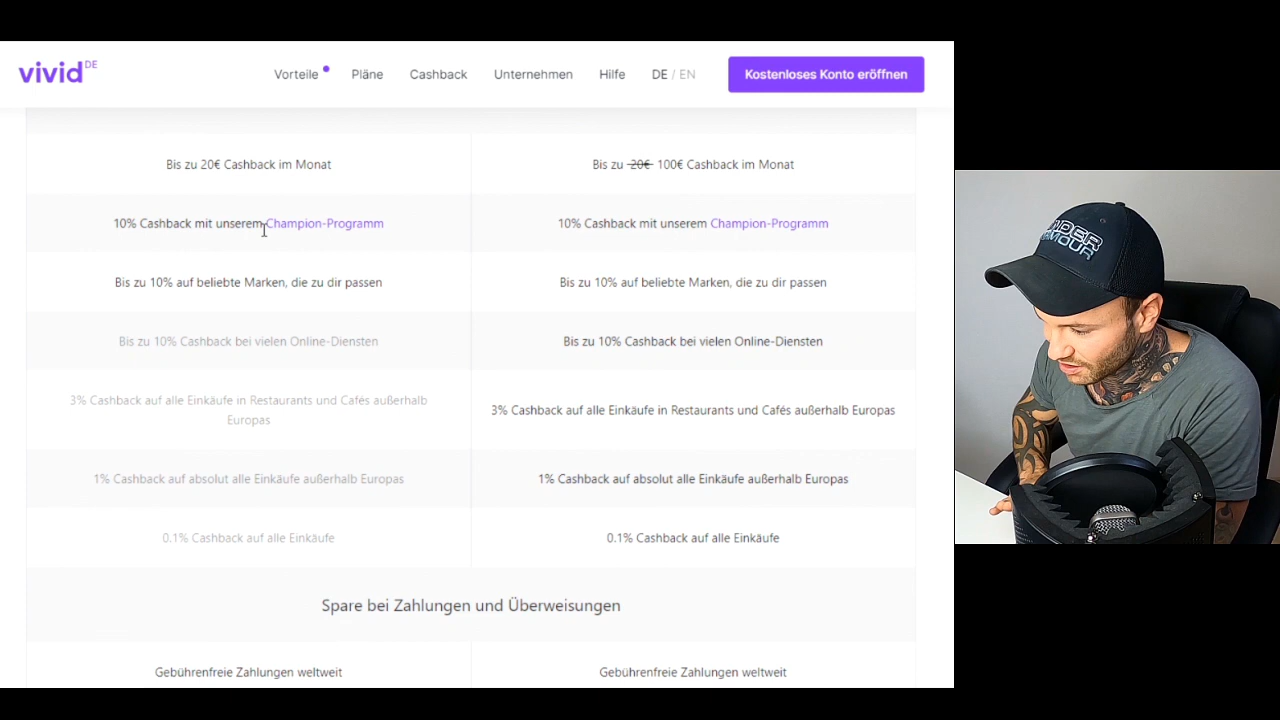 vivid DE
Vorteile Pläne Cashback Unternehmen Hilfe DE / EN Kostenloses Konto eröffnen
Bis zu 20€ Cashback im Monat
Bis zu 20€ 100€ Cashback im Monat
10% Cashback mit unserem Champion-Programm
10% Cashback mit unserem Champion-Programm
Bis zu 10% auf beliebte Marken, die zu dir passen
Bis zu 10% auf beliebte Marken, die zu dir passen
Bis zu 10% Cashback bei vielen Online-Diensten
Bis zu 10% Cashback bei vielen Online-Diensten
3% Cashback auf alle Einkäufe in Restaurants und Cafés außerhalb
Europas
3% Cashback auf alle Einkäufe in Restaurants und Cafés außerhalb Europas
1% Cashback auf absolut alle Einkäufe außerhalb Europas
1% Cashback auf absolut alle Einkäufe außerhalb Europas
0.1% Cashback auf alle Einkäufe
0.1% Cashback auf alle Einkäufe
Spare bei Zahlungen und Überweisungen
Gebührenfreie Zahlungen weltweit
Gebührenfreie Zahlungen weltweit
UNDER
ARMOUR